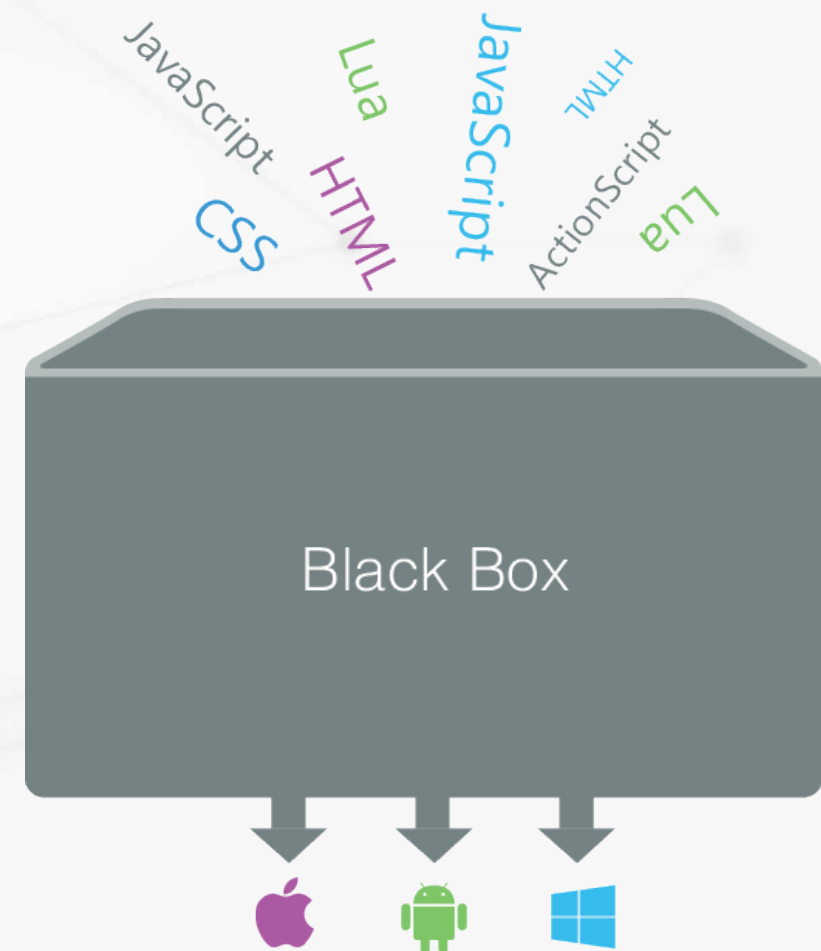 JavaScript
Lua
JavaScript
HTML
CSS
HTML
ActionScript
Lua
Black Box